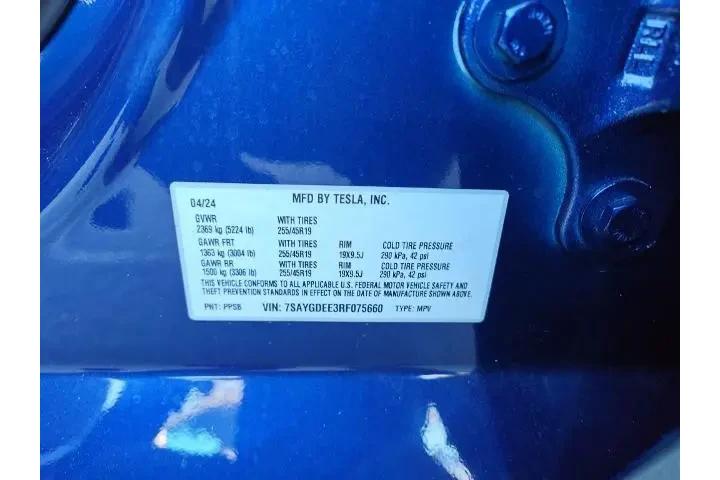 04/24 MFD BY TESLA, INC.
GVWR WITH TIRES
2369 kg (5224 lb) 255/45R19
GAWR FRT WITH TIRES RIM COLD TIRE PRESSURE
1363 kg (3004 lb) 255/45R19 19X9.5J 290 kPa, 42 psi
GAWR RR WITH TIRES RIM COLD TIRE PRESSURE
1500 kg (3306 lb) 255/45R19 19X9.5J 290 kPa, 42 psi
THIS VEHICLE CONFORMS TO ALL APPLICABLE U.S. FEDERAL MOTOR VEHICLE SAFETY AND
THEFT PREVENTION STANDARDS IN EFFECT ON THE DATE OF MANUFACTURE SHOWN ABOVE.
PNT: PPSB VIN: 7SAYGDEE3RF075660 TYPE: MPV